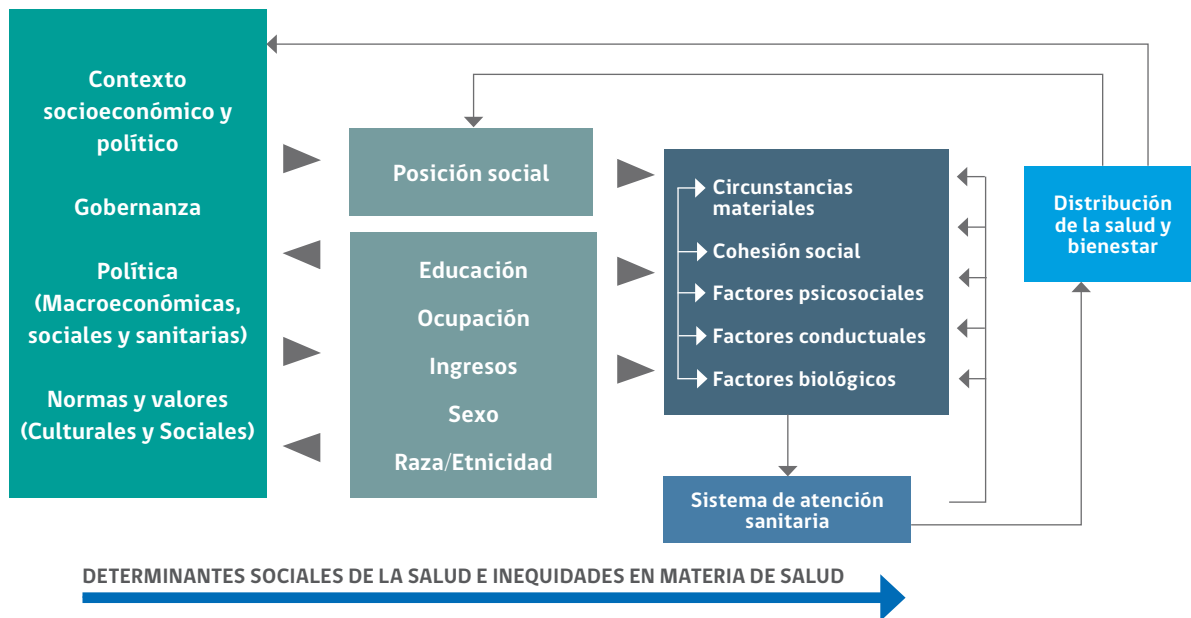 Contexto
socioeconómico y
político
Gobernanza
Política
(Macroeconómicas,
sociales y sanitarias)
Normas y valores
(Culturales y Sociales)
Posición social
Educación
Ocupación
Ingresos
Sexo
Raza/Etnicidad
Circunstancias
materiales
Cohesión social
Factores psicosociales
Factores conductuales
Factores biológicos
Sistema de atención
sanitaria
Distribución
de la salud y
bienestar
DETERMINANTES SOCIALES DE LA SALUD E INEQUIDADES EN MATERIA DE SALUD